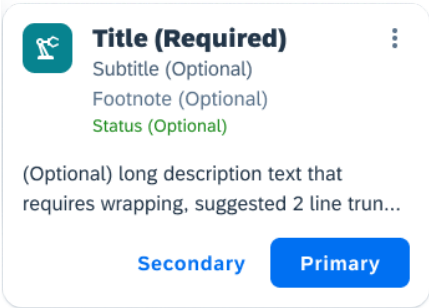 Title (Required)
Subtitle (Optional)
Footnote (Optional)
Status (Optional)
(Optional) long description text that
requires wrapping, suggested 2 line trun...
Secondary
Primary